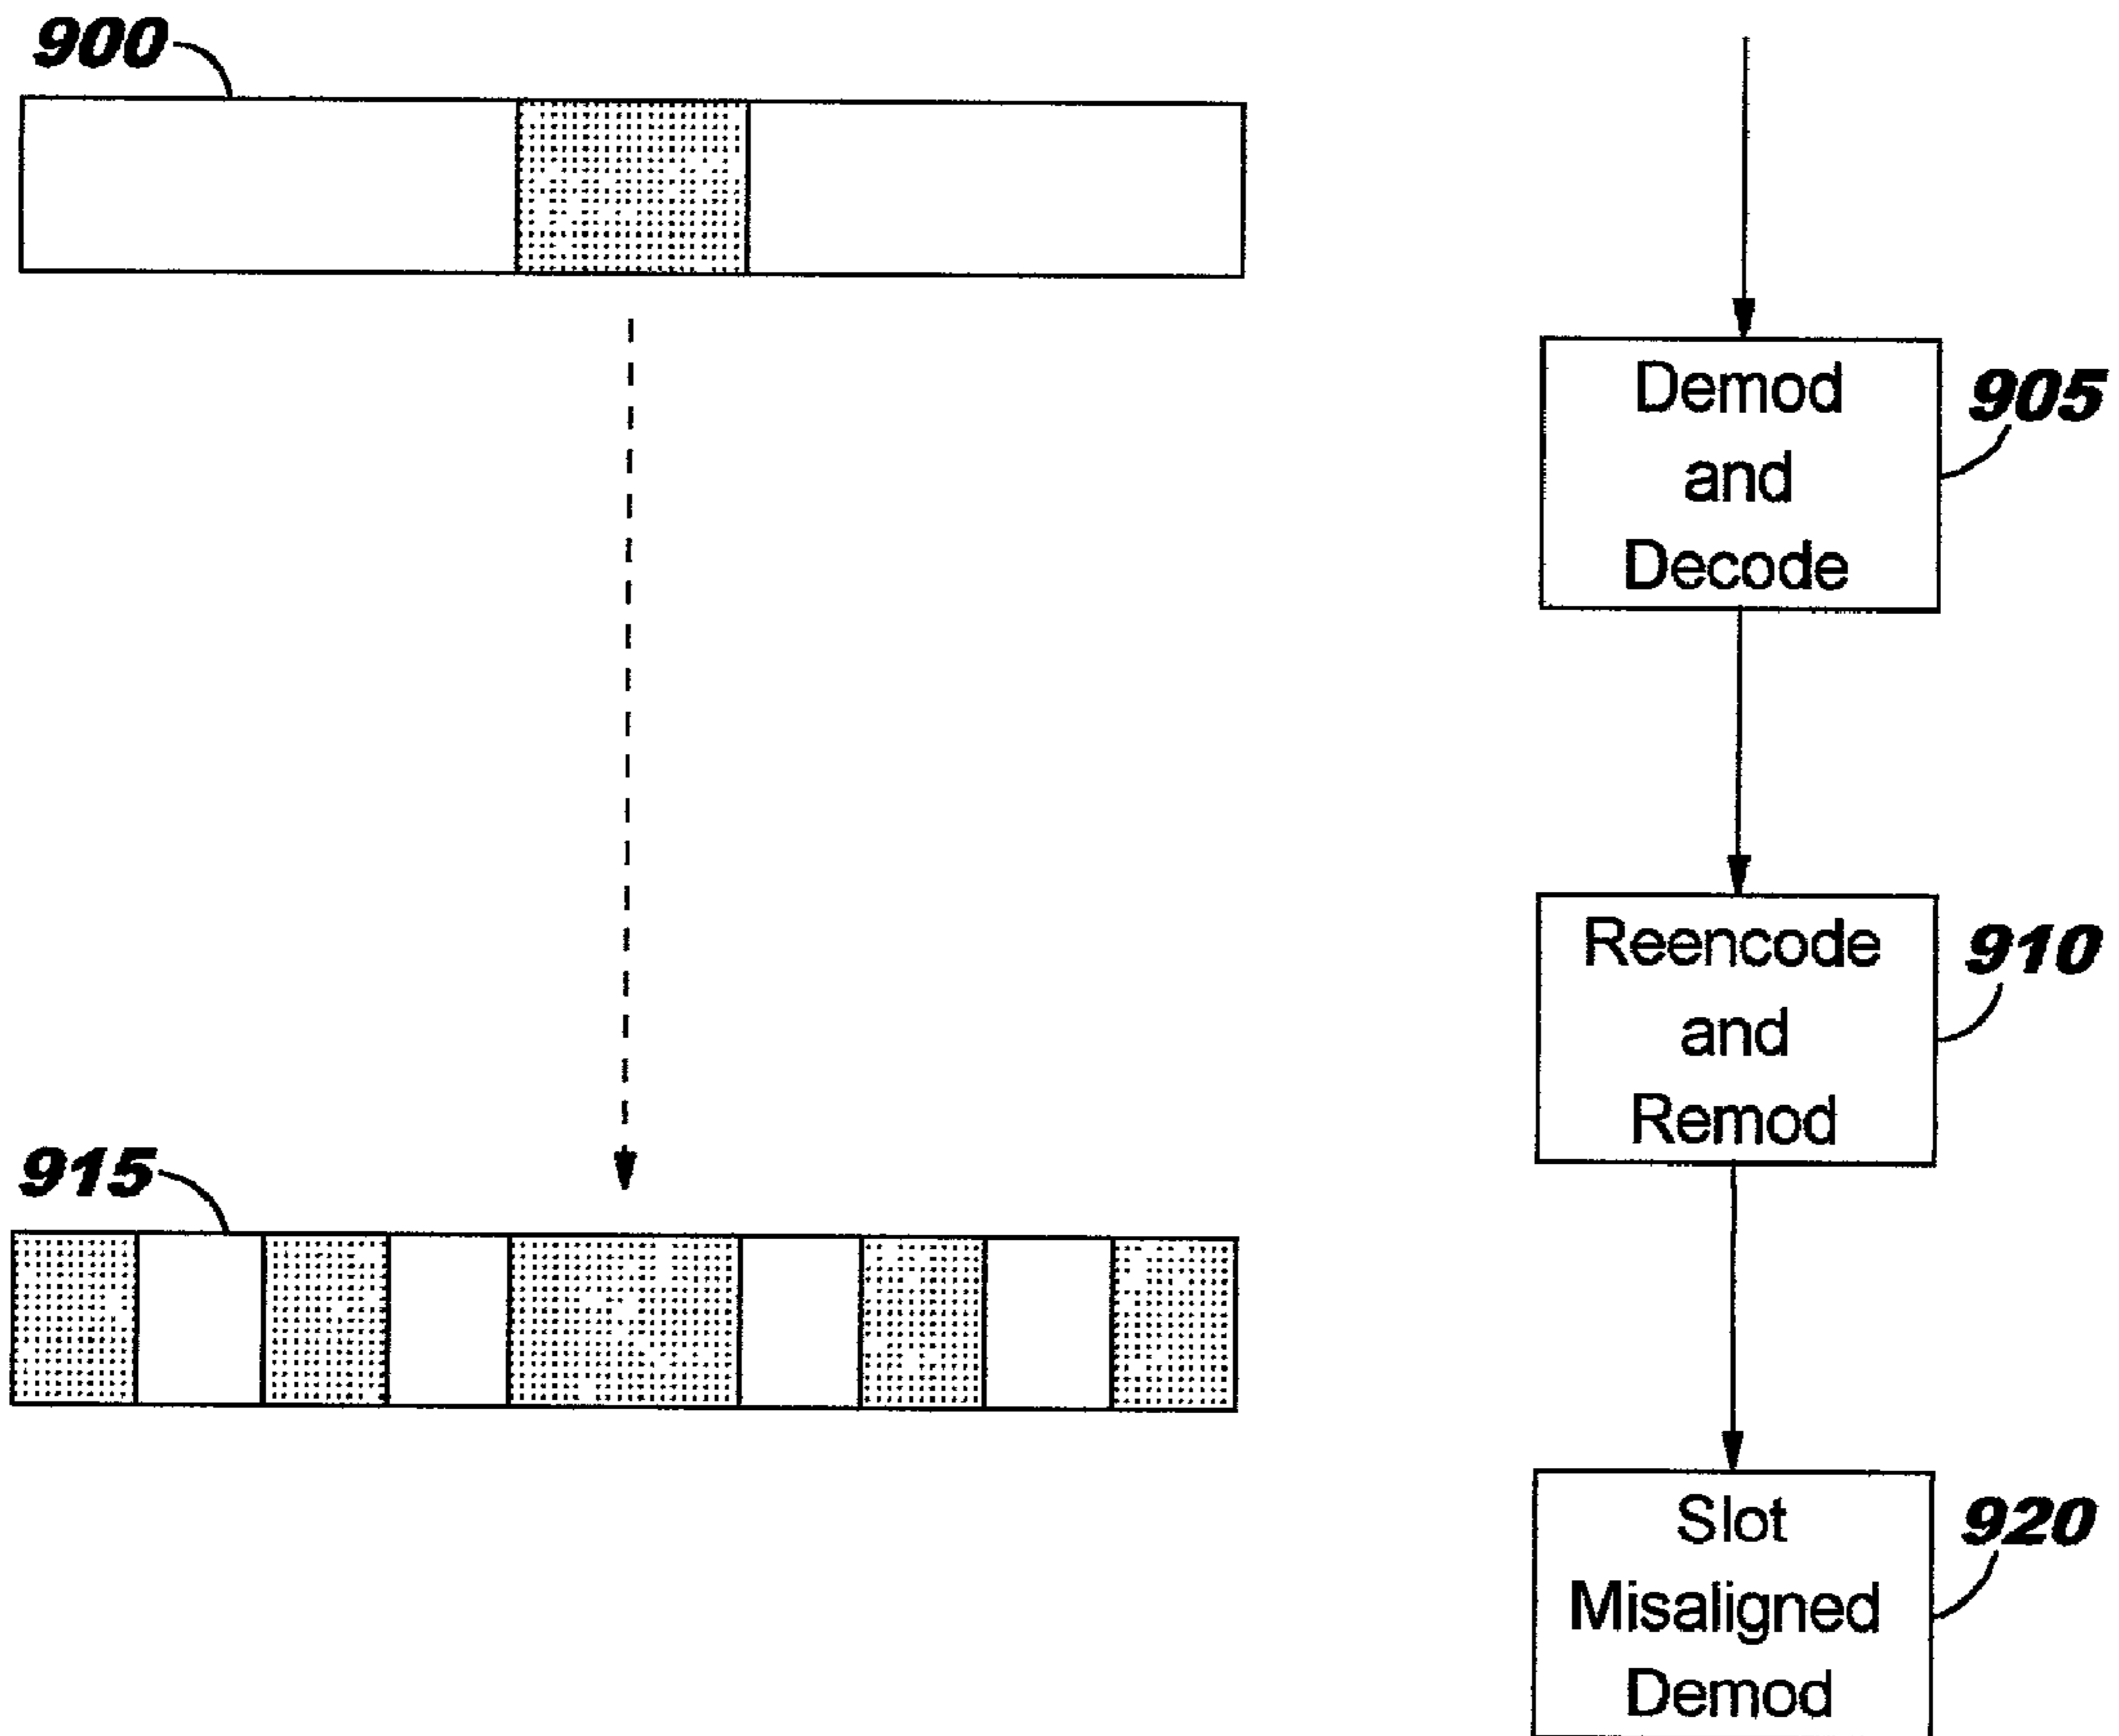 900
Demod
and
Decode
905
Reencode
and
Remod
910
915
Slot
Misaligned
Demod
920